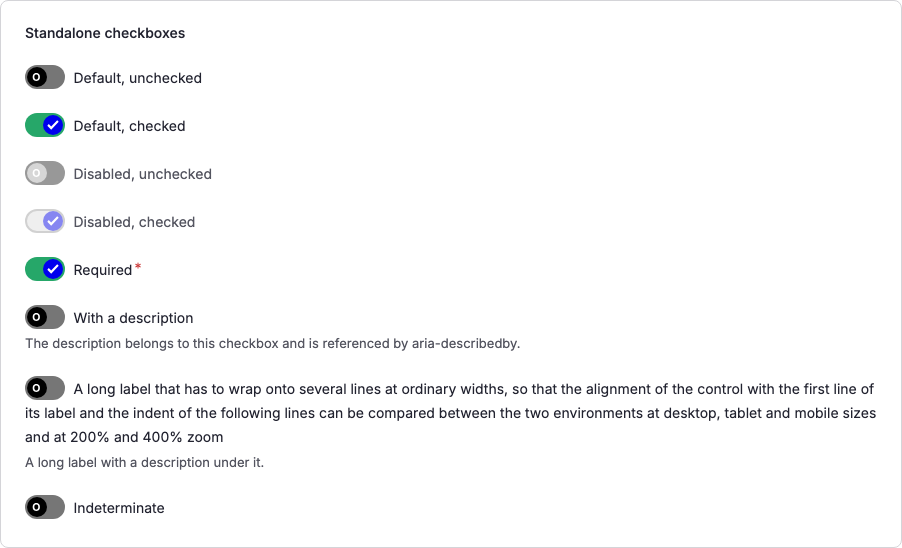 Standalone checkboxes
Default, unchecked
Default, checked
Disabled, unchecked
Disabled, checked
Required*
With a description
The description belongs to this checkbox and is referenced by aria-describedby.
A long label that has to wrap onto several lines at ordinary widths, so that the alignment of the control with the first line of
its label and the indent of the following lines can be compared between the two environments at desktop, tablet and mobile sizes
and at 200% and 400% zoom
A long label with a description under it.
Indeterminate